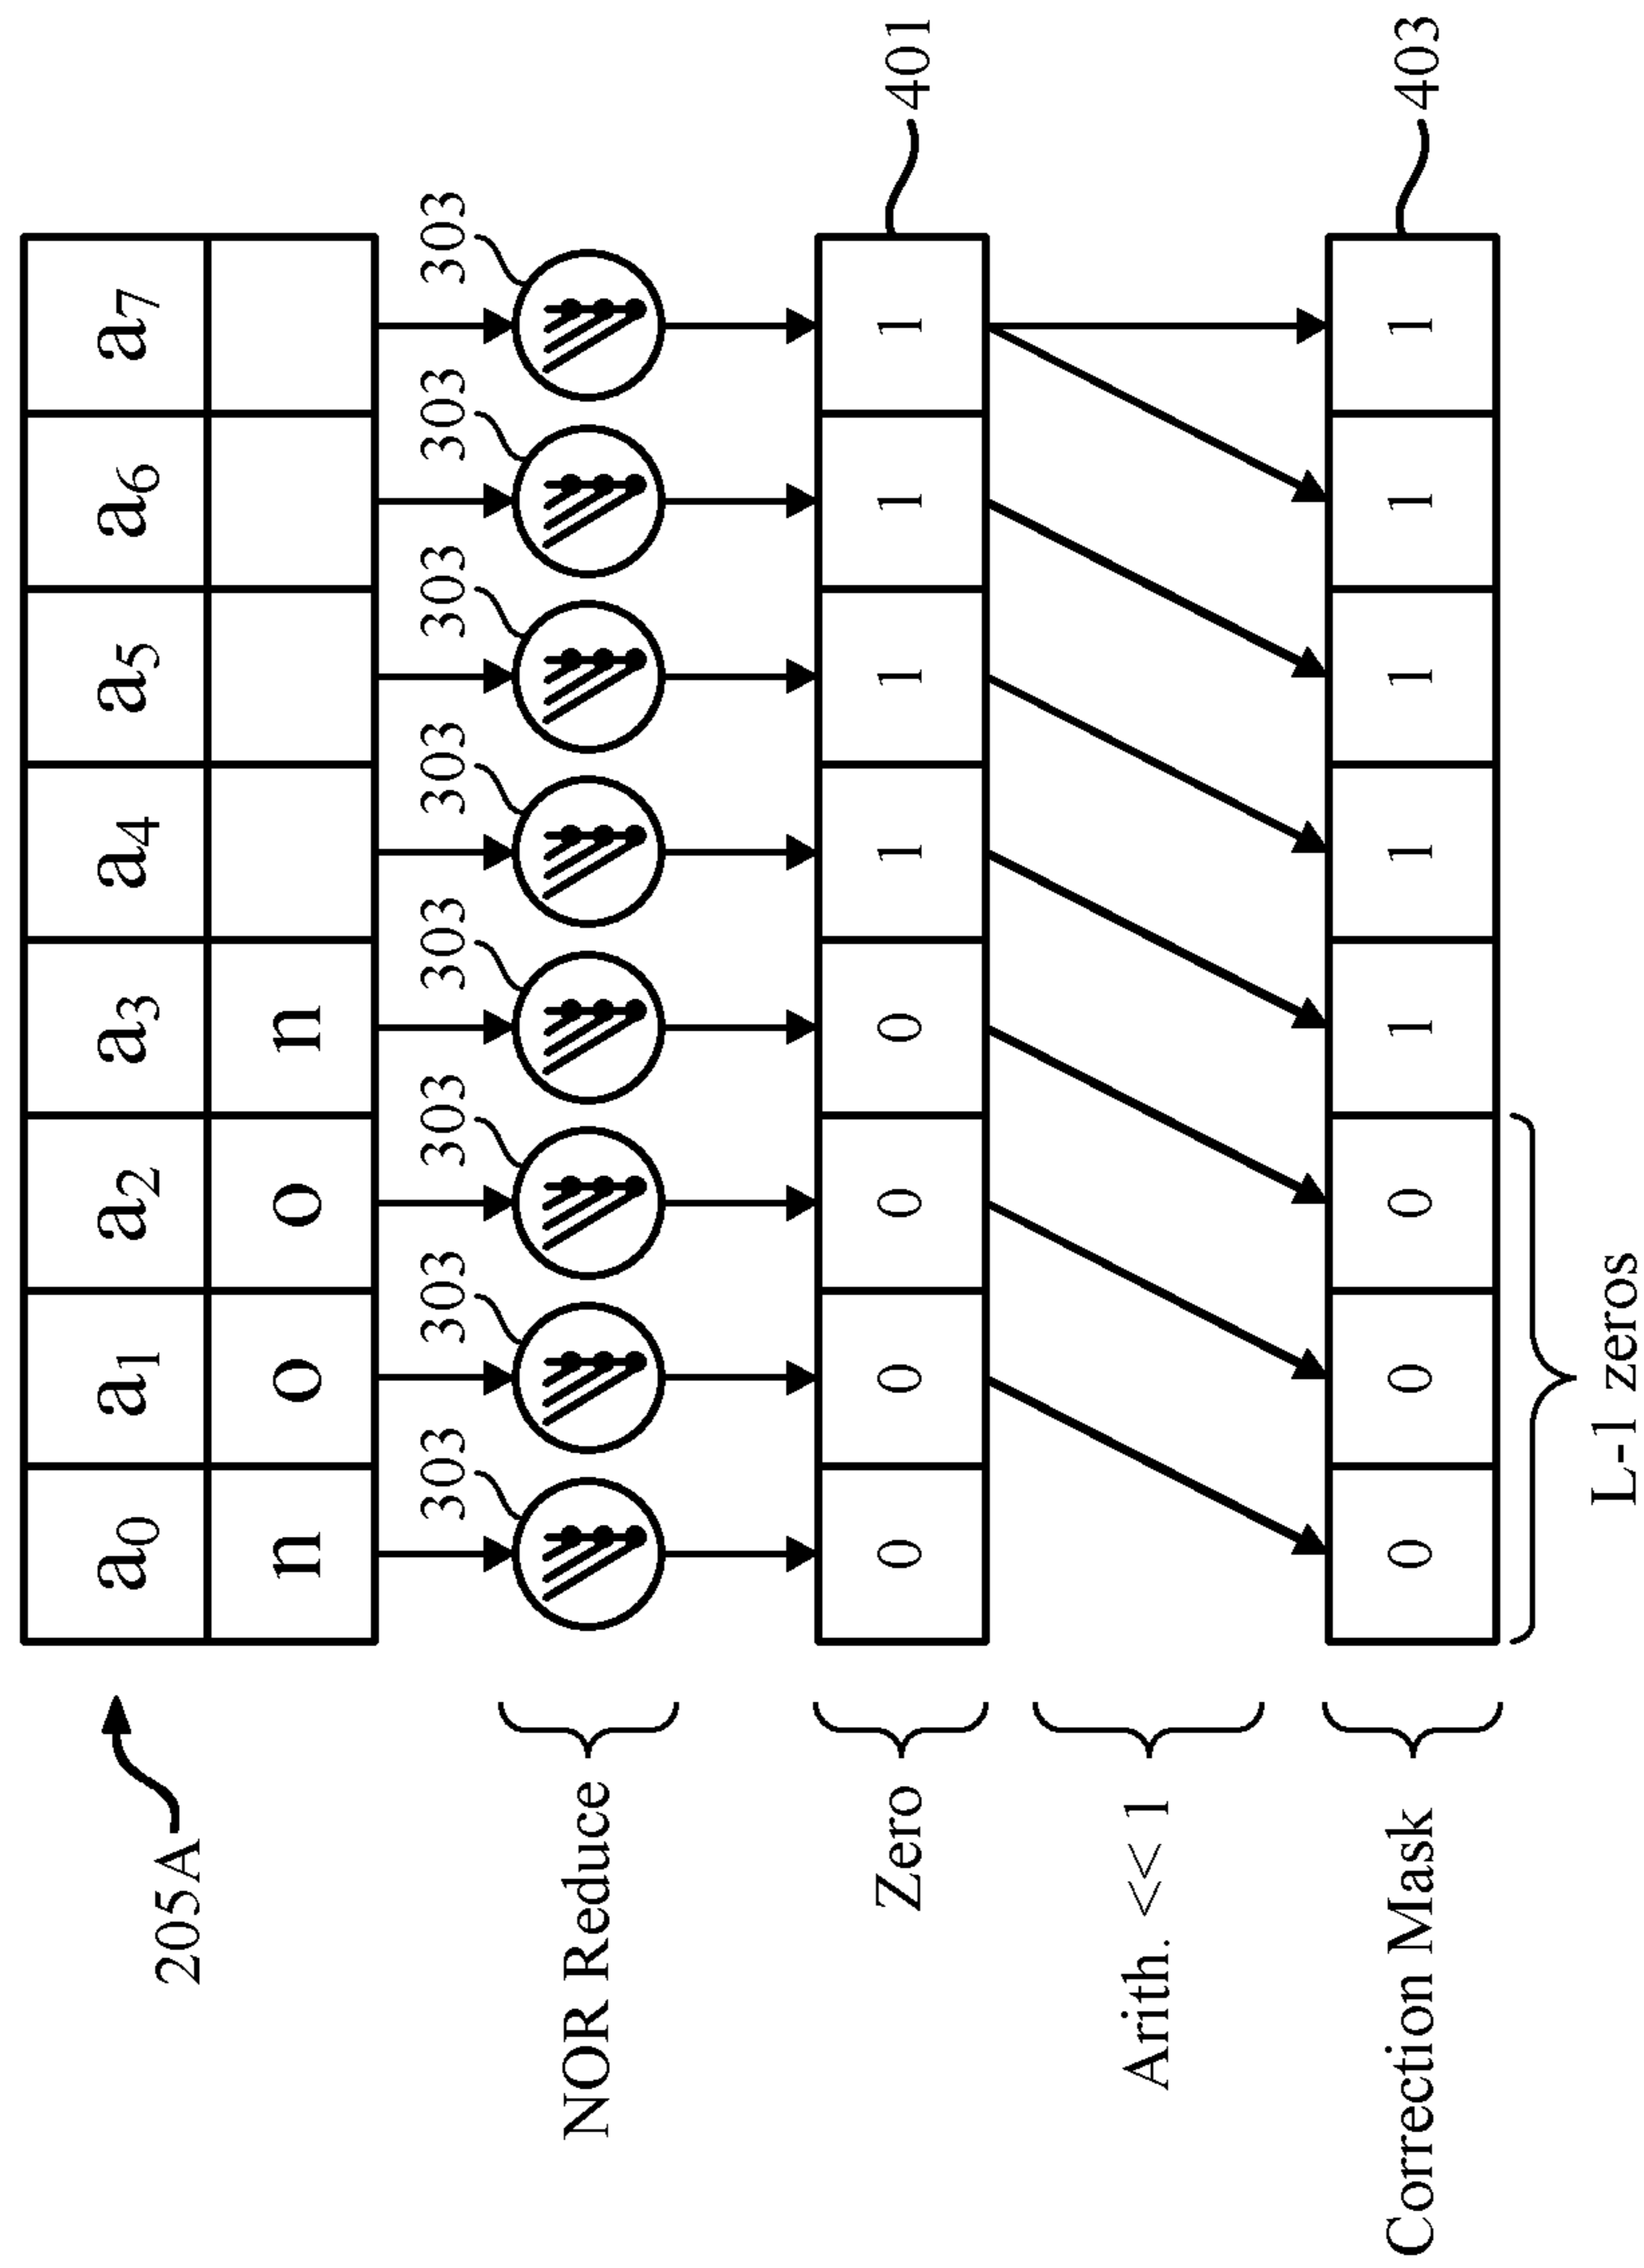 205A
a0 a1 a2 a3 a4 a5 a6 a7
n o o n
303 303 303 303 303 303 303 303
NOR Reduce
401
Zero 0 0 0 0 1 1 1 1
Arith. << 1
403
Correction Mask 0 0 0 1 1 1 1 1
L-1 zeros